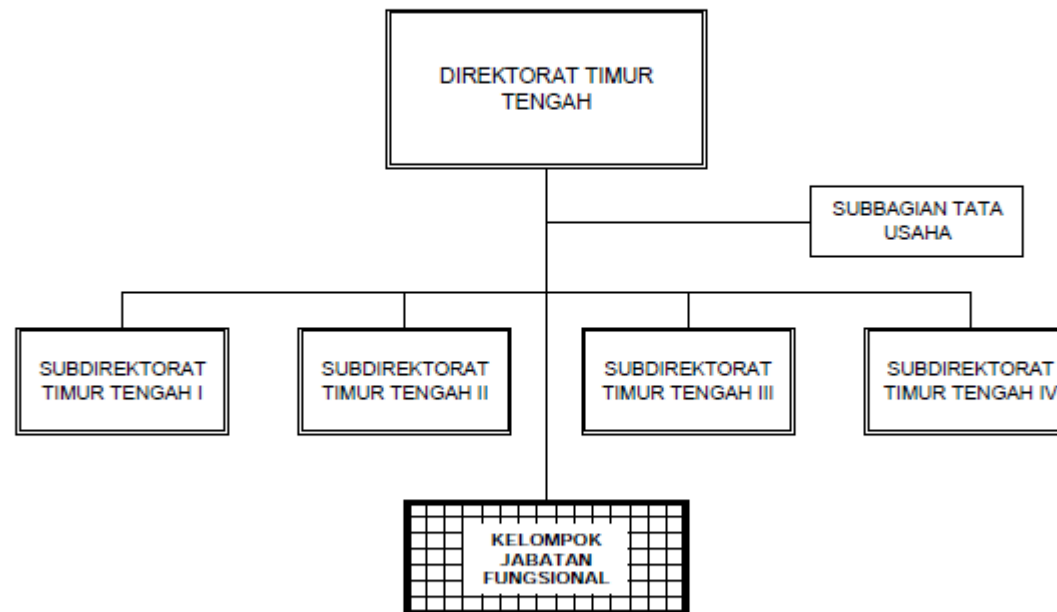 DIREKTORAT TIMUR
TENGAH
SUBBAGIAN TATA
USAHA
SUBDIREKTORAT
TIMUR TENGAH I
SUBDIREKTORAT
TIMUR TENGAH II
SUBDIREKTORAT
TIMUR TENGAH III
SUBDIREKTORAT
TIMUR TENGAH IV
KELOMPOK
JABATAN
FUNGSIONAL